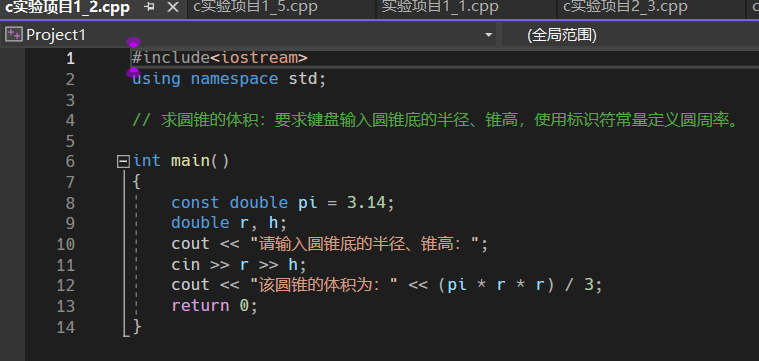 c实验项目1_2.cpp c实验项目1_5.cpp 实验项目1_1.cpp c实验项目2_3.cpp c
Project1 (全局范围)
1 #include<iostream>
2 using namespace std;
3
4 // 求圆锥的体积：要求键盘输入圆锥底的半径、锥高，使用标识符常量定义圆周率。
5
6 int main()
7 {
8 const double pi = 3.14;
9 double r, h;
10 cout << "请输入圆锥底的半径、锥高：";
11 cin >> r >> h;
12 cout << "该圆锥的体积为：" << (pi * r * r) / 3;
13 return 0;
14 }